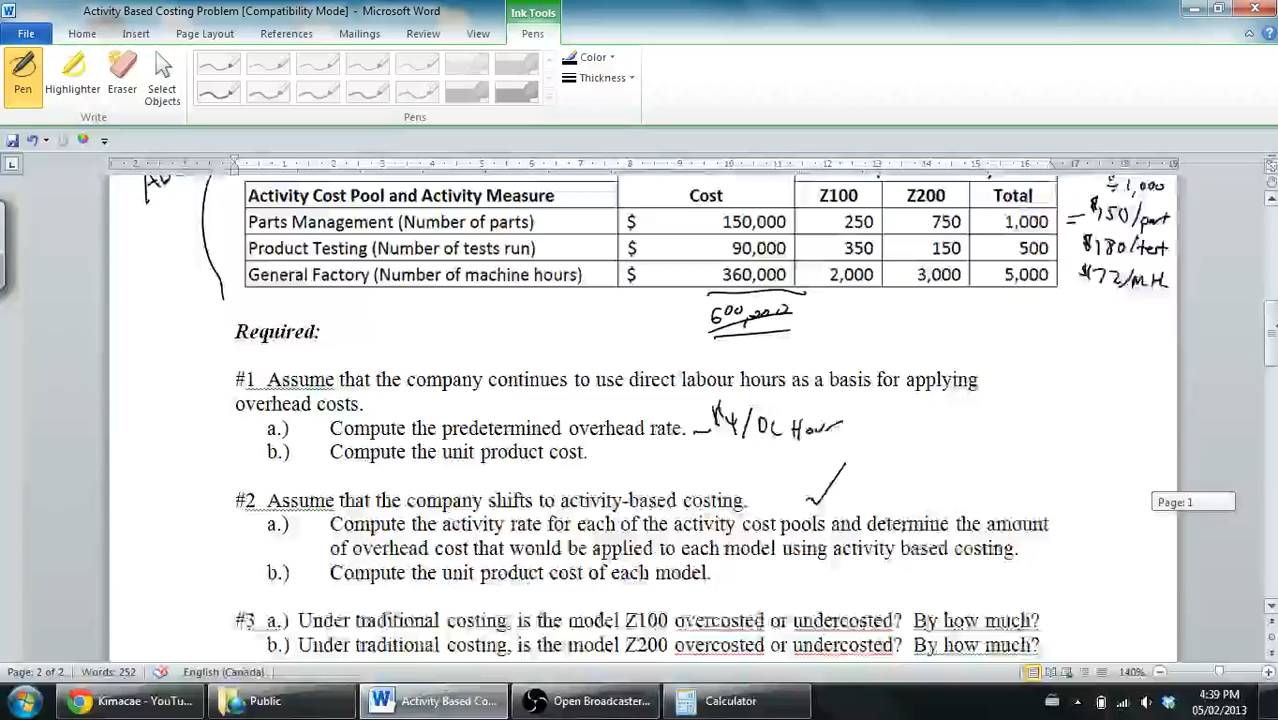 Activity Based Costing Problem [Compatibility Mode] - Microsoft Word
Ink Tools
File Home Insert Page Layout References Mailings Review View Pens
Pen
Highlighter
Eraser
Select
Objects
Color
Thickness
Write
Pens
÷ 1,000
Activity Cost Pool and Activity Measure Cost Z100 Z200 Total
Parts Management (Number of parts) $ 150,000 250 750 1,000 = $150/part
Product Testing (Number of tests run) $ 90,000 350 150 500 $180/test
General Factory (Number of machine hours) $ 360,000 2,000 3,000 5,000 $72/MH
600,000
Required:
#1 Assume that the company continues to use direct labour hours as a basis for applying
overhead costs.
a.) Compute the predetermined overhead rate. /DL Hour
b.) Compute the unit product cost.
#2 Assume that the company shifts to activity-based costing.
a.) Compute the activity rate for each of the activity cost pools and determine the amount
of overhead cost that would be applied to each model using activity based costing.
b.) Compute the unit product cost of each model.
#3 a.) Under traditional costing, is the model Z100 overcosted or undercosted? By how much?
b.) Under traditional costing, is the model Z200 overcosted or undercosted? By how much?
Page: 1
Page: 2 of 2 Words: 252 English (Canada) 140%
Kimacae - YouTu... Public Activity Based Co... Open Broadcaster... Calculator
4:39 PM
05/02/2013